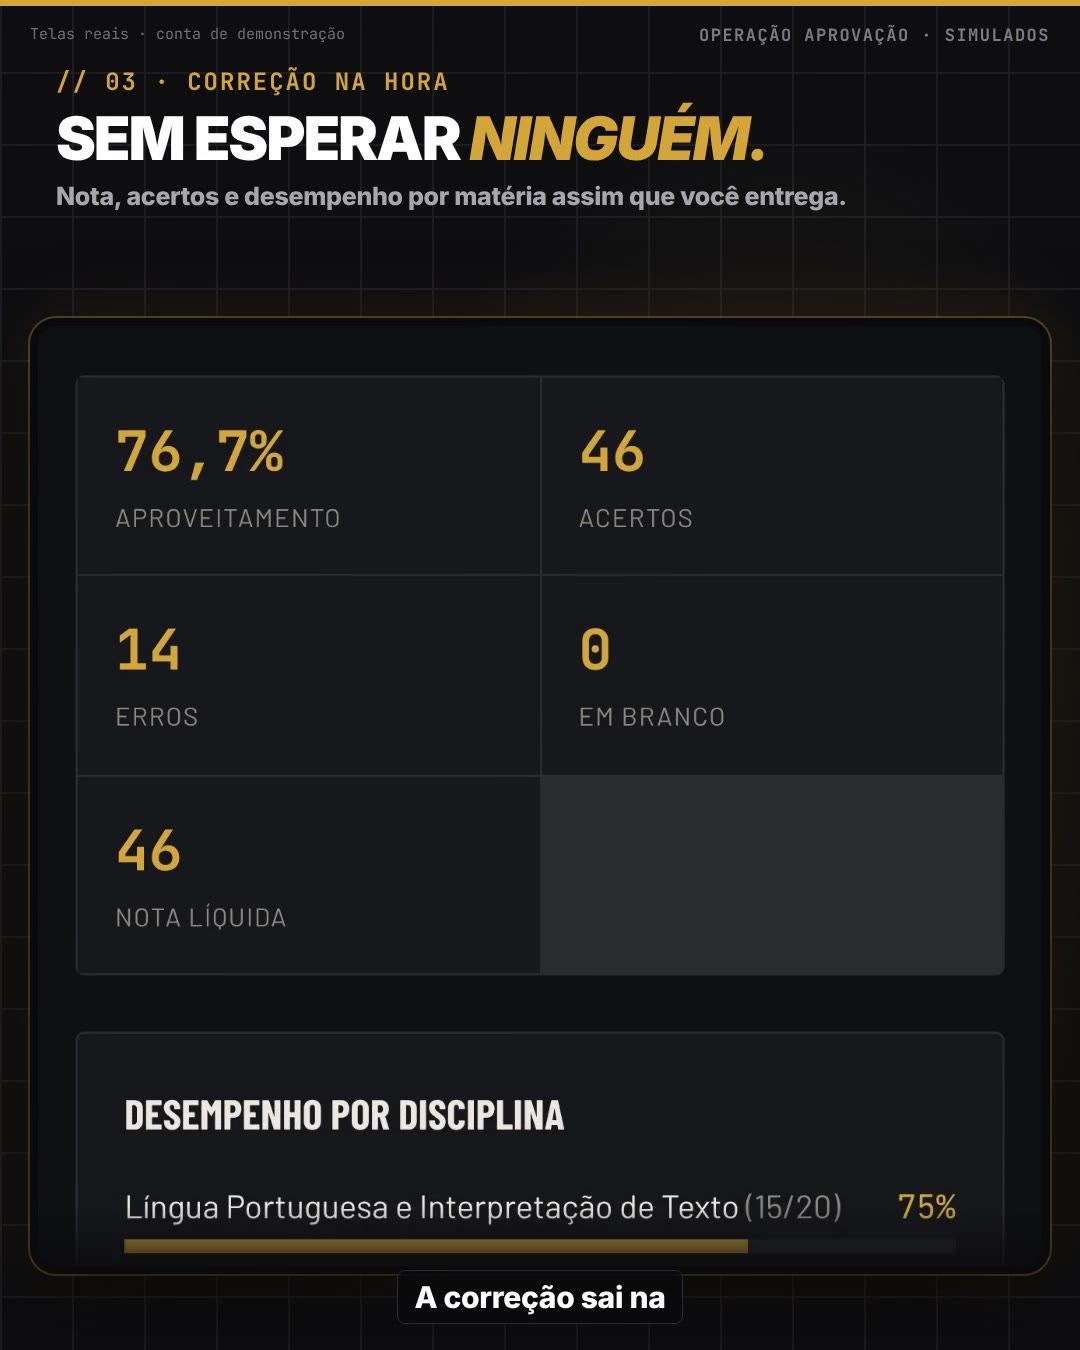 Telas reais · conta de demonstração
OPERAÇÃO APROVAÇÃO · SIMULADOS
// 03 · CORREÇÃO NA HORA
SEM ESPERAR NINGUÉM.
Nota, acertos e desempenho por matéria assim que você entrega.
76,7%
APROVEITAMENTO
46
ACERTOS
14
ERROS
0
EM BRANCO
46
NOTA LÍQUIDA
DESEMPENHO POR DISCIPLINA
Língua Portuguesa e Interpretação de Texto (15/20) 75%
A correção sai na